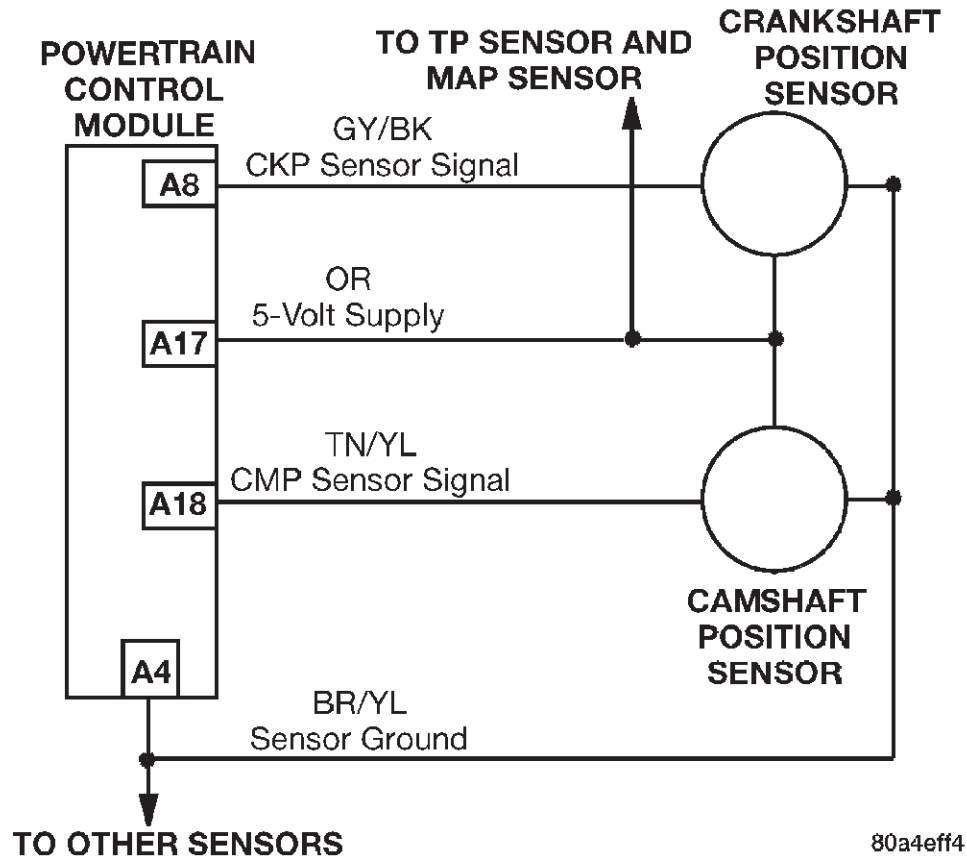 POWERTRAIN
CONTROL
MODULE
TO TP SENSOR AND
MAP SENSOR
CRANKSHAFT
POSITION
SENSOR
GY/BK
A8
CKP Sensor Signal
OR
5-Volt Supply
A17
TN/YL
CMP Sensor Signal
A18
CAMSHAFT
POSITION
SENSOR
A4
BR/YL
Sensor Ground
TO OTHER SENSORS
80a4eff4